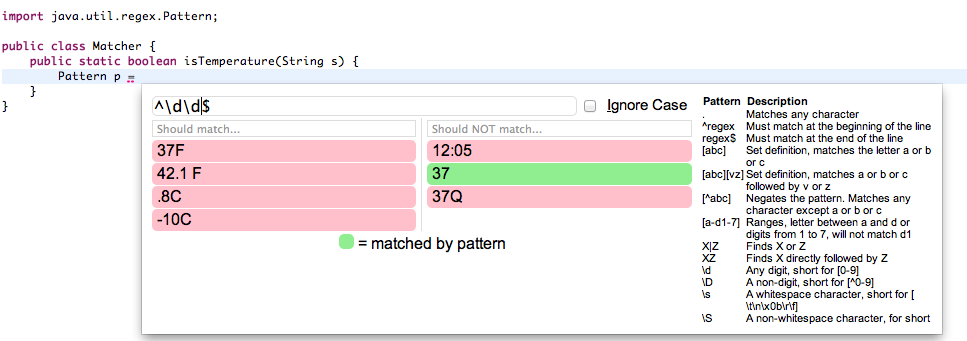 import java.util.regex.Pattern;
public class Matcher {
public static boolean isTemperature(String s) {
Pattern p =
}
}
^\d\d$
Ignore Case
Should match...
Should NOT match...
37F
12:05
42.1 F
37
.8C
37Q
-10C
= matched by pattern
Pattern Description
. Matches any character
^regex Must match at the beginning of the line
regex$ Must match at the end of the line
[abc] Set definition, matches the letter a or b
or c
[abc][vz] Set definition, matches a or b or c
followed by v or z
[^abc] Negates the pattern. Matches any
character except a or b or c
[a-d1-7] Ranges, letter between a and d or
digits from 1 to 7, will not match d1
X|Z Finds X or Z
XZ Finds X directly followed by Z
\d Any digit, short for [0-9]
\D A non-digit, short for [^0-9]
\s A whitespace character, short for [
\t\n\x0b\r\f]
\S A non-whitespace character, for short